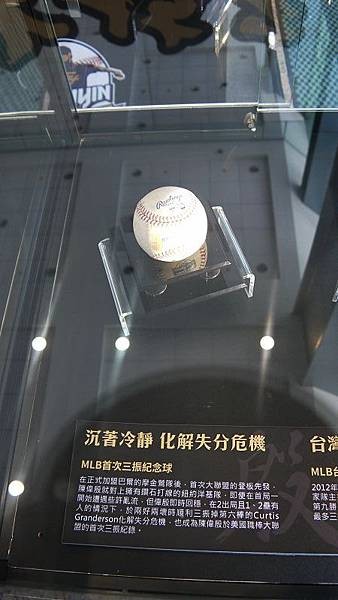 YIN
Rawlings
沉著冷靜 化解失分危機
MLB首次三振紀念球
在正式加盟巴爾的摩金鶯隊後，首次大聯盟的登板先發，
陳偉殷就對上擁有鑽石打線的紐約洋基隊，即便在首局一
開始遭遇些許亂流，但偉殷即時回穩，在2出局且1、2壘有
人的情況下，於兩好兩壞時順利三振掉第六棒的Curtis
Granderson化解失分危機，也成為陳偉殷於美國職棒大聯
盟的首次三振紀錄。
殷
台灣
MLB台
2012年
家隊主
第九勝
最多三